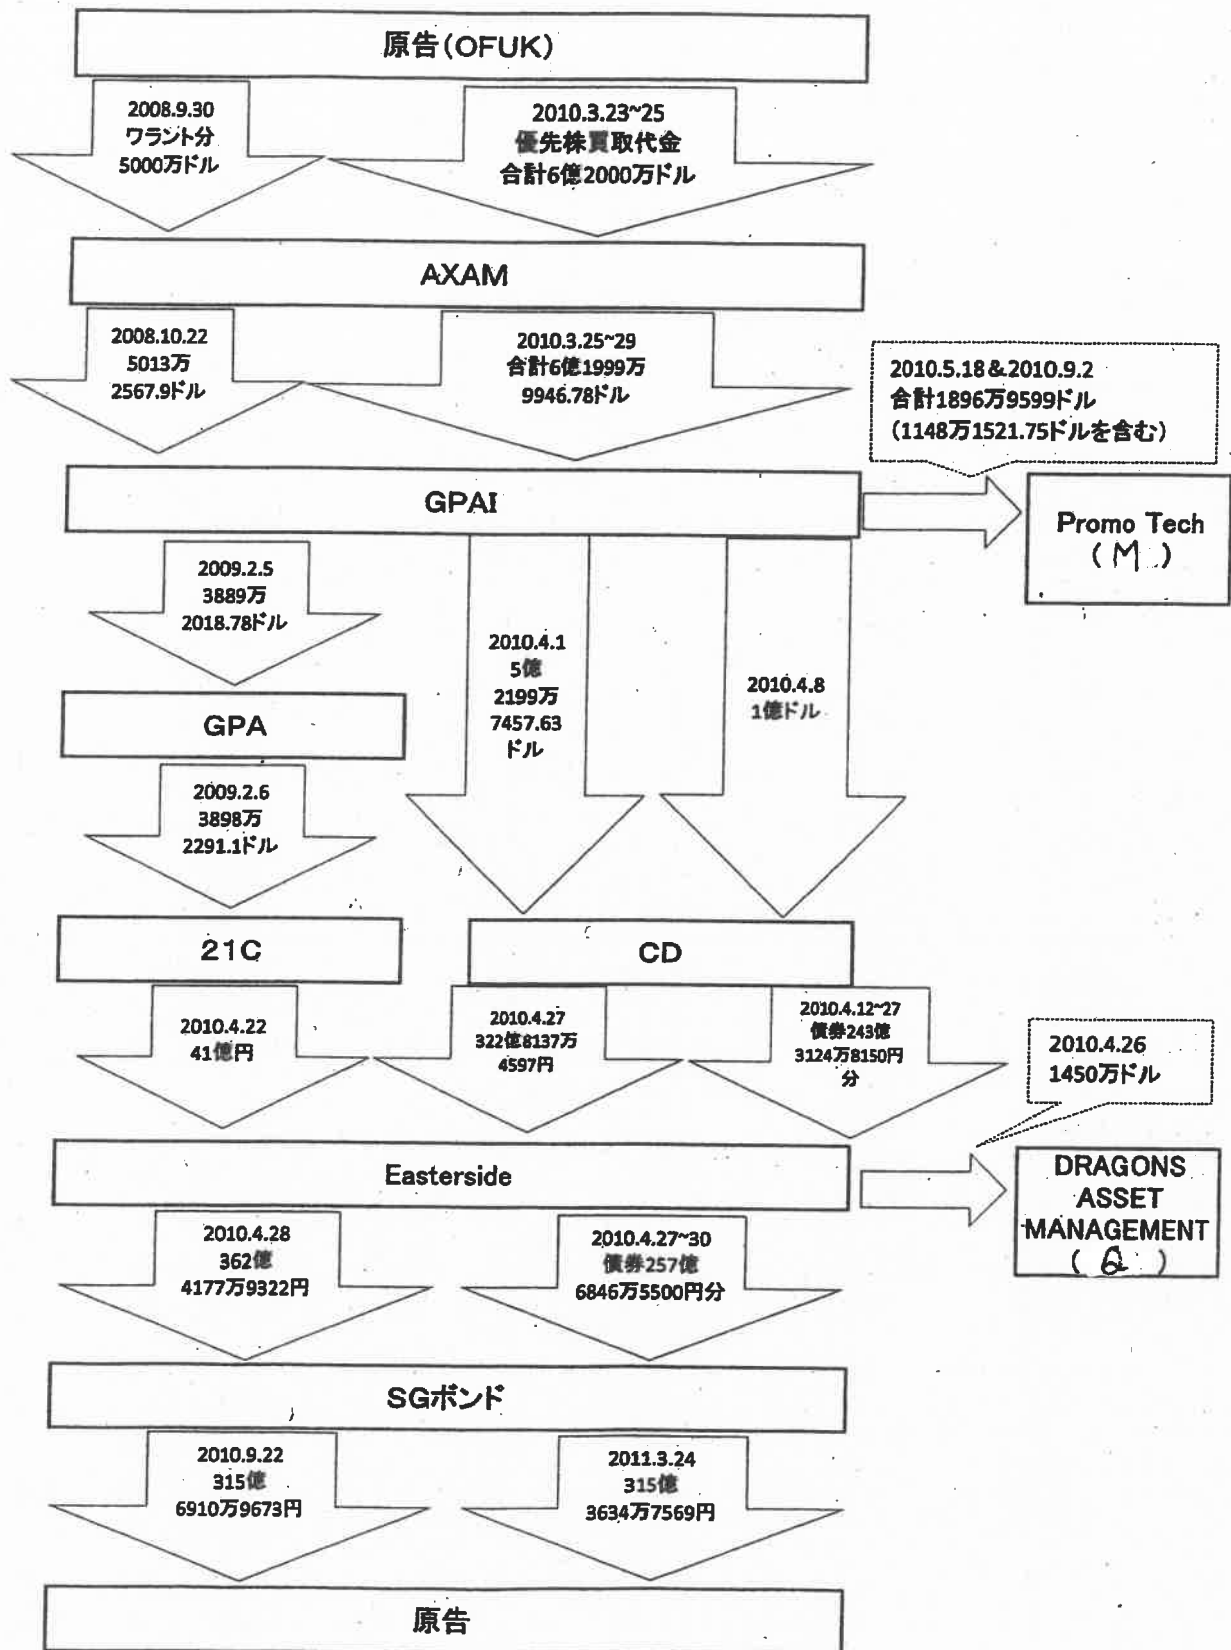 原告(OFUK)
2008.9.30
ワラント分
5000万ドル
2010.3.23~25
優先株買取代金
合計6億2000万ドル
AXAM
2008.10.22
5013万
2567.9ドル
2010.3.25~29
合計6億1999万
9946.78ドル
2010.5.18&2010.9.2
合計1896万9599ドル
(1148万1521.75ドルを含む)
GPAI
Promo Tech
(M)
2009.2.5
3889万
2018.78ドル
2010.4.1
5億
2199万
7457.63
ドル
2010.4.8
1億ドル
GPA
2009.2.6
3898万
2291.1ドル
21C
CD
2010.4.22
41億円
2010.4.27
322億8137万
4597円
2010.4.12~27
債券243億
3124万8150円
分
2010.4.26
1450万ドル
Easterside
DRAGONS
ASSET
MANAGEMENT
(Q)
2010.4.28
362億
4177万9322円
2010.4.27~30
債券257億
6846万5500円分
SGボンド
2010.9.22
315億
6910万9673円
2011.3.24
315億
3634万7569円
原告